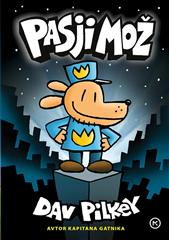 PASJI MOŽ
DAV PILKEY
AVTOR KAPITANA GATNIKA
M